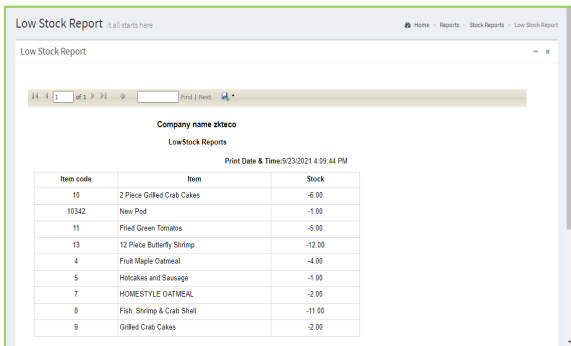 Low Stock Report it all starts here
Home > Reports > Stock Reports > Low Stock Report
Low Stock Report
1 of 1 Find | Next
Company name zkteco
LowStock Reports
Print Date & Time:9/23/2021 4:09:44 PM
Item code Item Stock
10 2 Piece Grilled Crab Cakes -6.00
10342 New Pod -1.00
11 Fried Green Tomatos -5.00
13 12 Piece Butterfly Shrimp -12.00
4 Fruit Maple Oatmeal -4.00
5 Hotcakes and Sausage -1.00
7 HOMESTYLE OATMEAL -2.00
8 Fish, Shrimp & Crab Shell -11.00
9 Grilled Crab Cakes -2.00